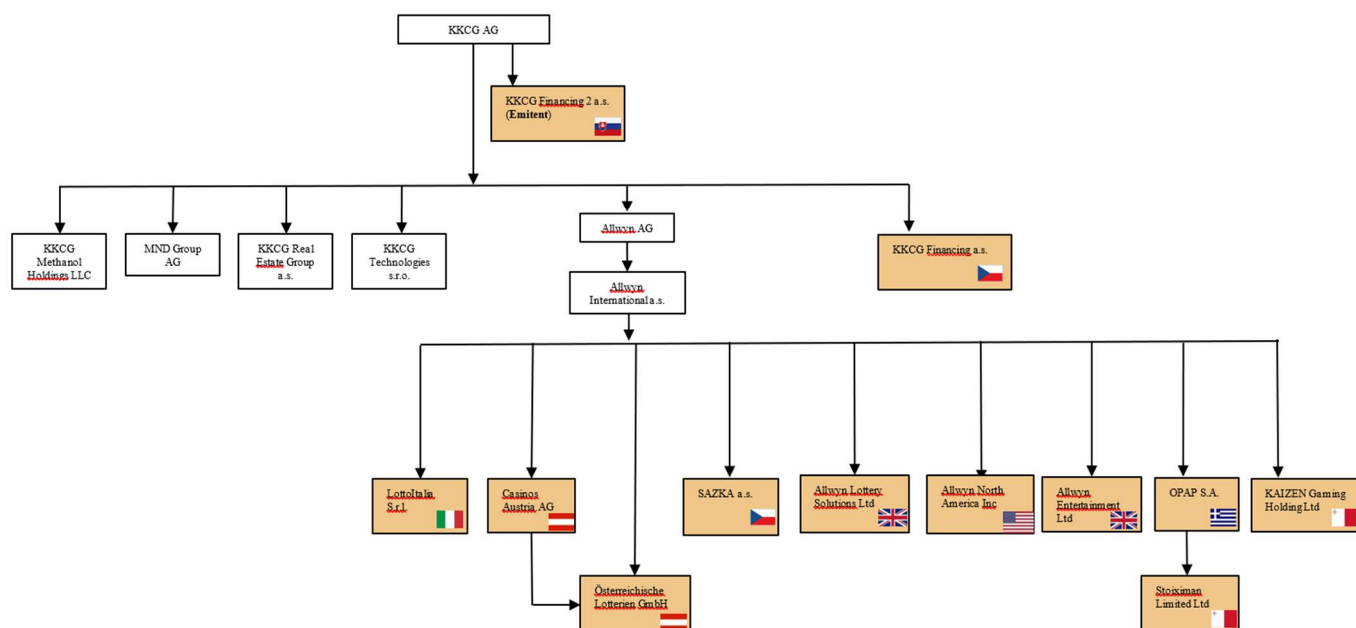 KKCG AG
KKCG Financing 2 a.s.
(Emitent)
KKCG
Methanol
Holdings LLC
MND Group
AG
KKCG Real
Estate Group
a.s.
KKCG
Technologies
s.r.o.
Allwyn AG
KKCG Financing a.s.
Allwyn
International a.s.
LottoItalia
S.r.l
Casinos
Austria AG
SAZKA a.s.
Allwyn Lottery
Solutions Ltd
Allwyn North
America Inc
Allwyn
Entertainment
Ltd
OPAP S.A.
KAIZEN Gaming
Holding Ltd
Österreichische
Lotterien GmbH
Stoiximan
Limited Ltd